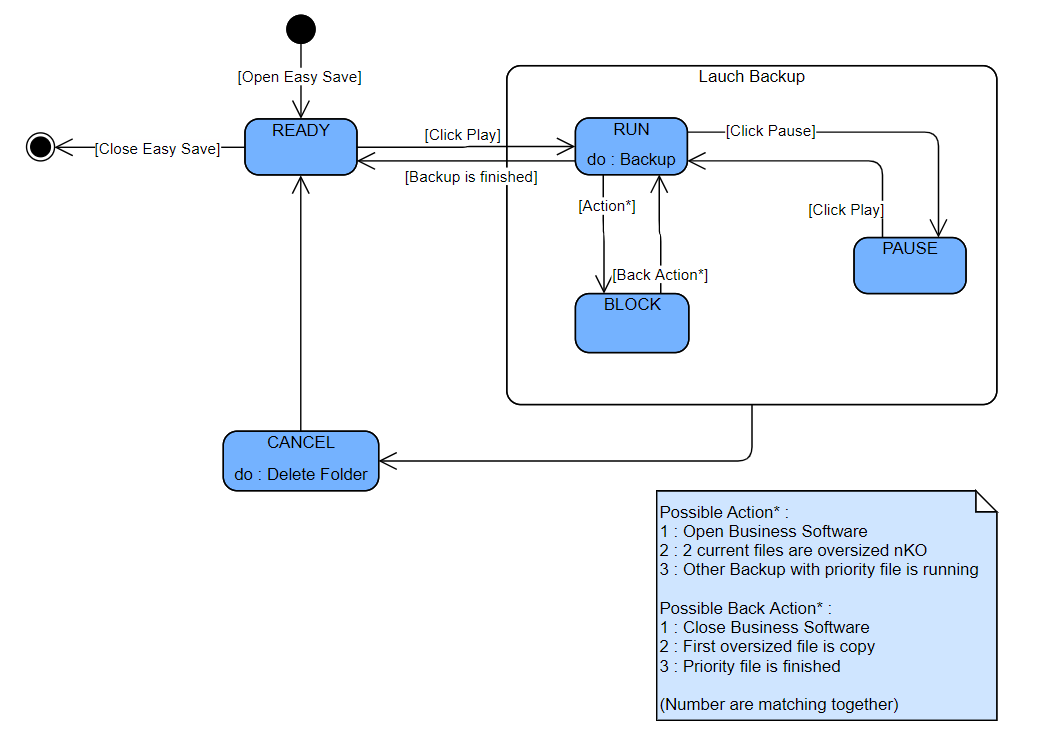 [Open Easy Save]
Lauch Backup
READY
[Close Easy Save]
[Click Play]
[Backup is finished]
RUN
do : Backup
[Click Pause]
[Action*]
[Click Play]
[Back Action*]
PAUSE
BLOCK
CANCEL
do : Delete Folder
Possible Action* :
1 : Open Business Software
2 : 2 current files are oversized nKO
3 : Other Backup with priority file is running
Possible Back Action* :
1 : Close Business Software
2 : First oversized file is copy
3 : Priority file is finished
(Number are matching together)